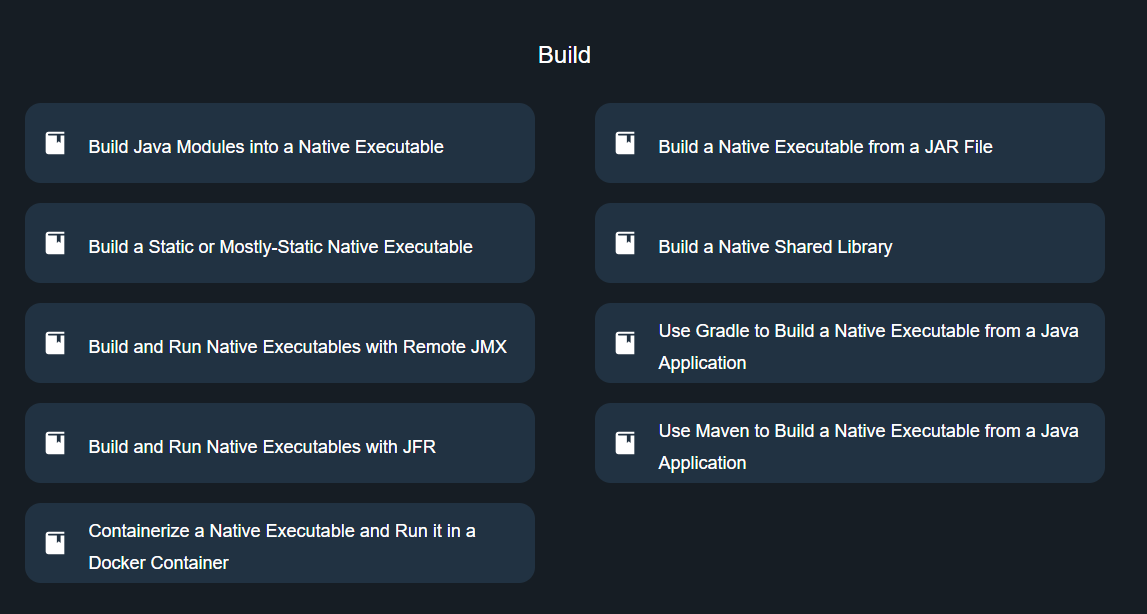 Build
Build Java Modules into a Native Executable
Build a Native Executable from a JAR File
Build a Static or Mostly-Static Native Executable
Build a Native Shared Library
Build and Run Native Executables with Remote JMX
Use Gradle to Build a Native Executable from a Java
Application
Build and Run Native Executables with JFR
Use Maven to Build a Native Executable from a Java
Application
Containerize a Native Executable and Run it in a
Docker Container